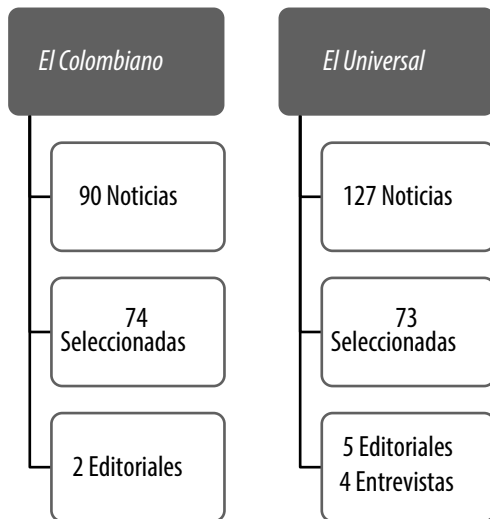 El Colombiano
90 Noticias
74
Seleccionadas
2 Editoriales
El Universal
127 Noticias
73
Seleccionadas
5 Editoriales
4 Entrevistas